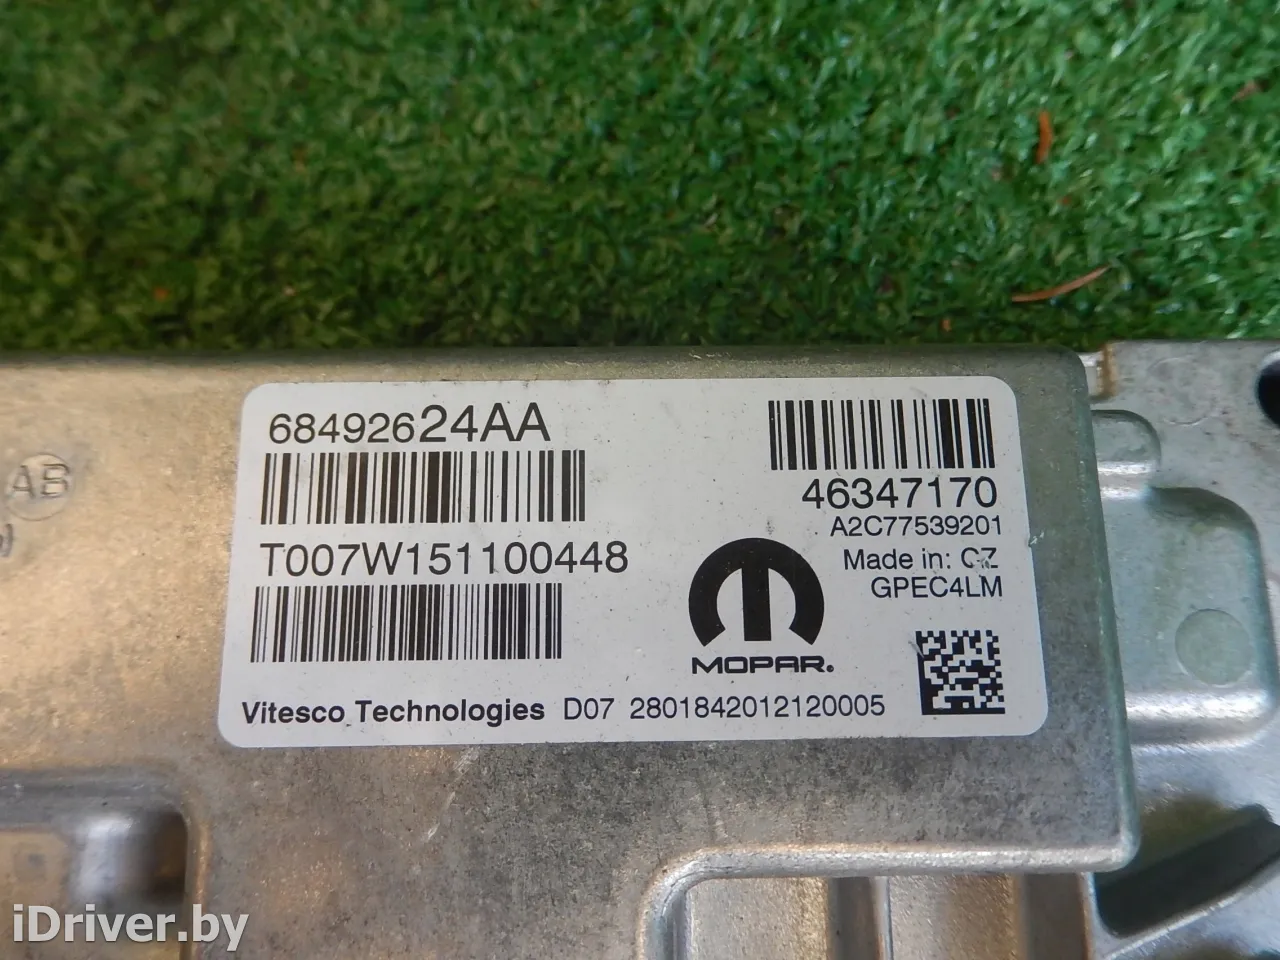 68492624AA
46347170
A2C77539201
T007W151100448
Made in: CZ
GPEC4LM
MOPAR.
Vitesco Technologies D07 2801842012120005
AB
iDriver.by